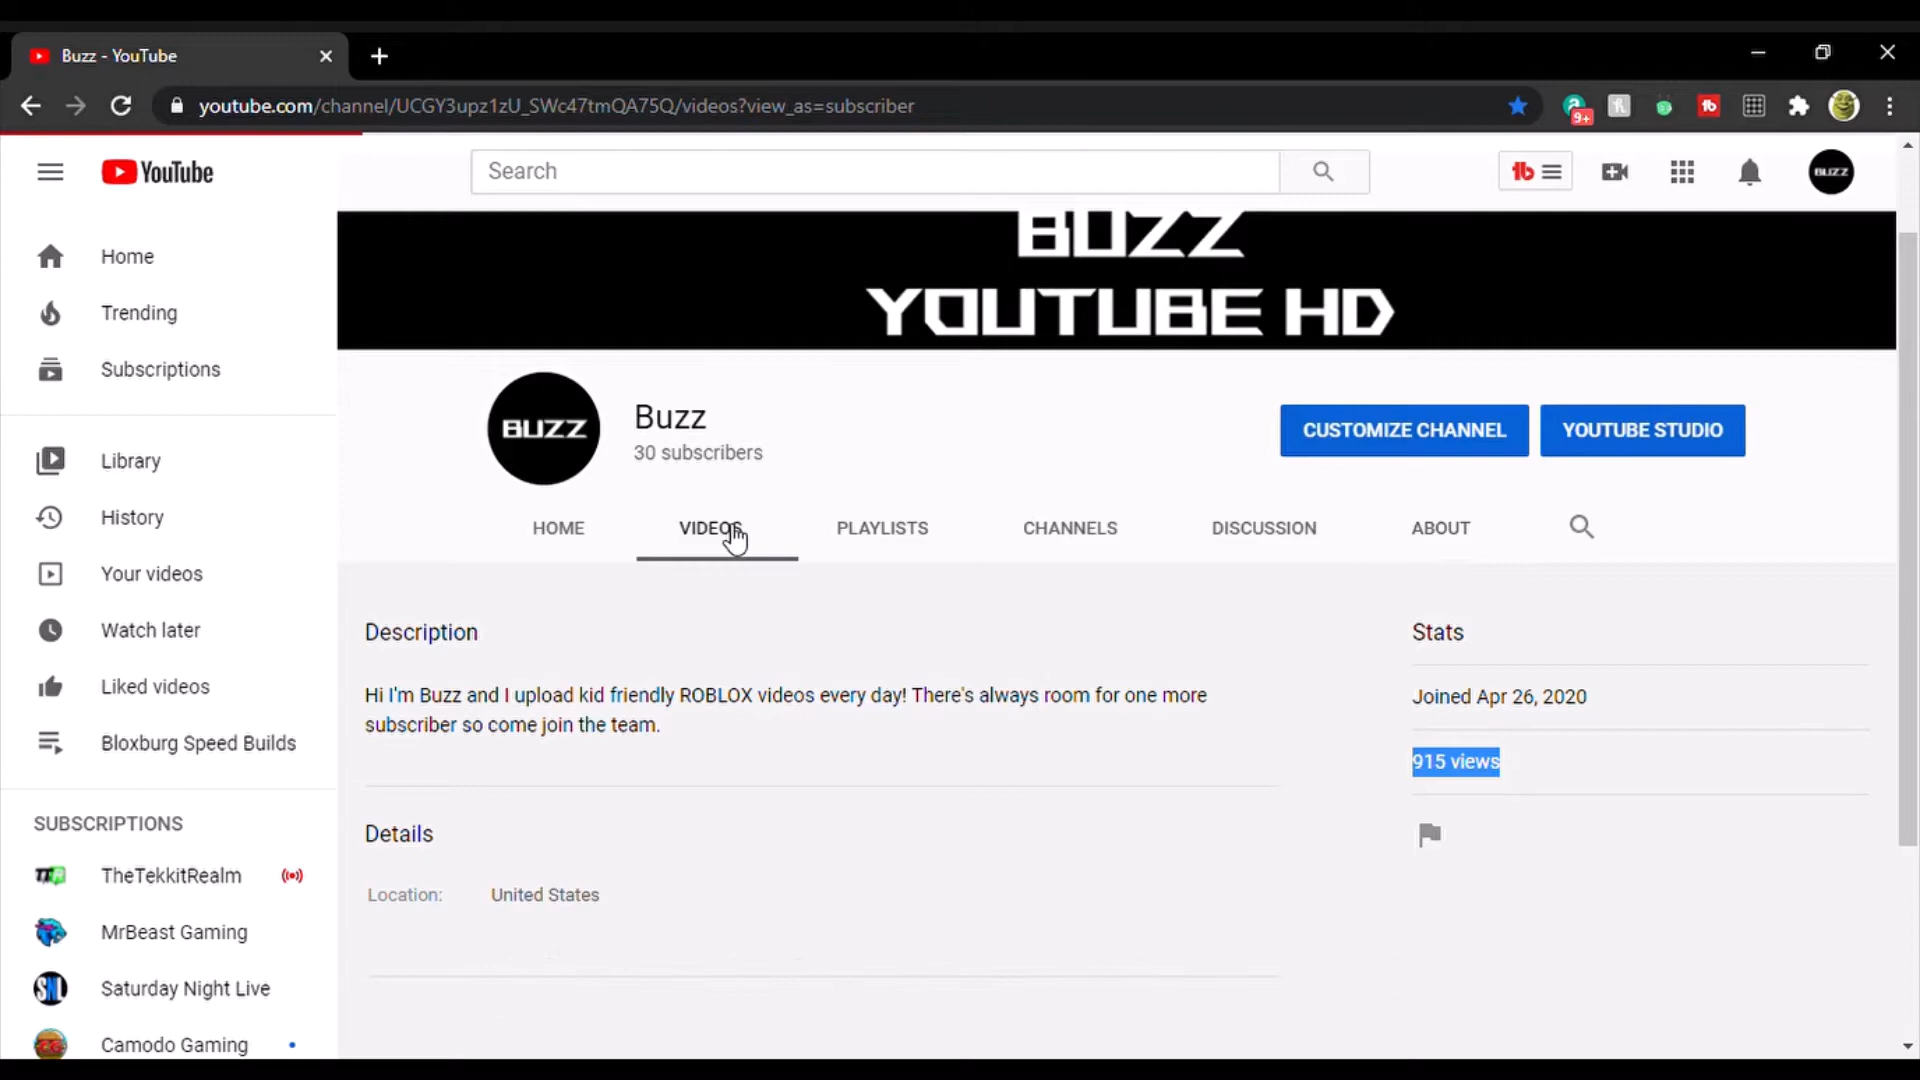 Buzz - YouTube
youtube.com/channel/UCGY3upz1zU_SWc47tmQA75Q/videos?view_as=subscriber
9+
YouTube
Search
BUZZ
BUZZ
YOUTUBE HD
Home
Trending
Subscriptions
Library
History
Your videos
Watch later
Liked videos
Bloxburg Speed Builds
SUBSCRIPTIONS
TheTekkitRealm
MrBeast Gaming
SNL
Saturday Night Live
Camodo Gaming
BUZZ
Buzz
30 subscribers
CUSTOMIZE CHANNEL
YOUTUBE STUDIO
HOME VIDEOS PLAYLISTS CHANNELS DISCUSSION ABOUT
Description
Hi I'm Buzz and I upload kid friendly ROBLOX videos every day! There's always room for one more
subscriber so come join the team.
Details
Location: United States
Stats
Joined Apr 26, 2020
915 views